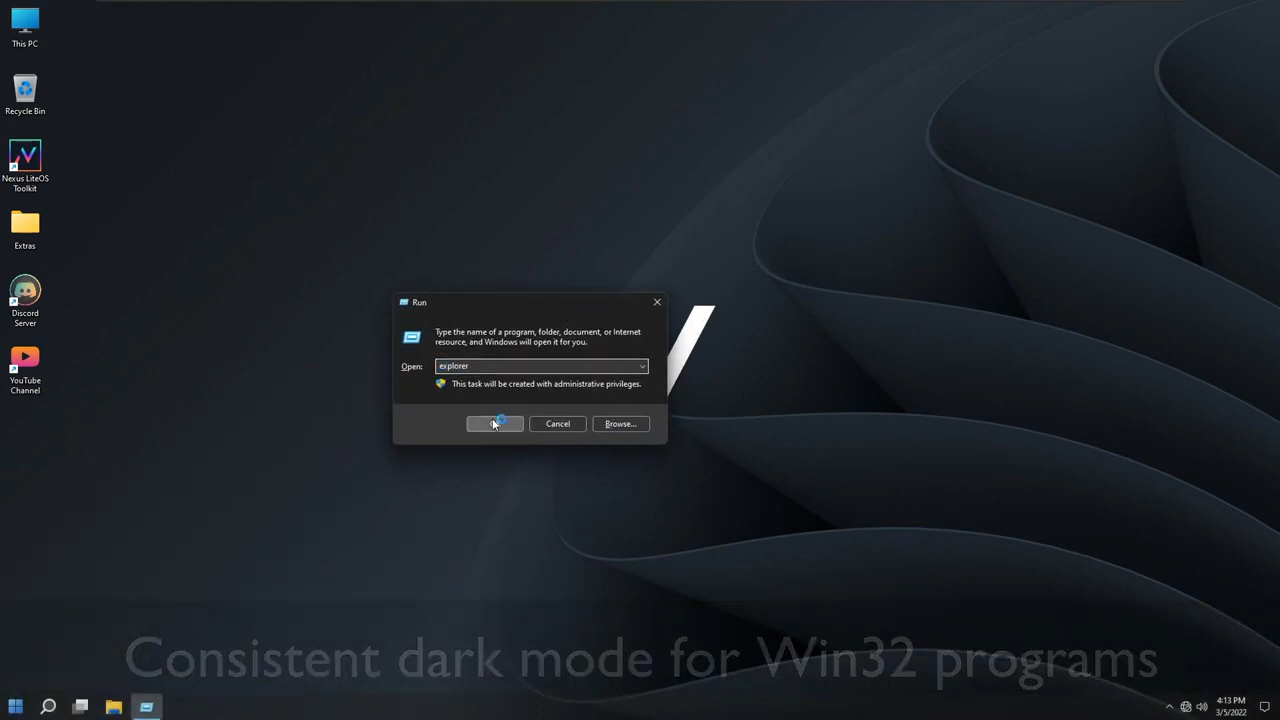 This PC
Recycle Bin
Nexus LiteOS
Toolkit
Extras
Discord
Server
YouTube
Channel
Run
Type the name of a program, folder, document, or Internet
resource, and Windows will open it for you.
Open:
explorer
This task will be created with administrative privileges.
Cancel
Browse...
Consistent dark mode for Win32 programs
4:13 PM
3/5/2022